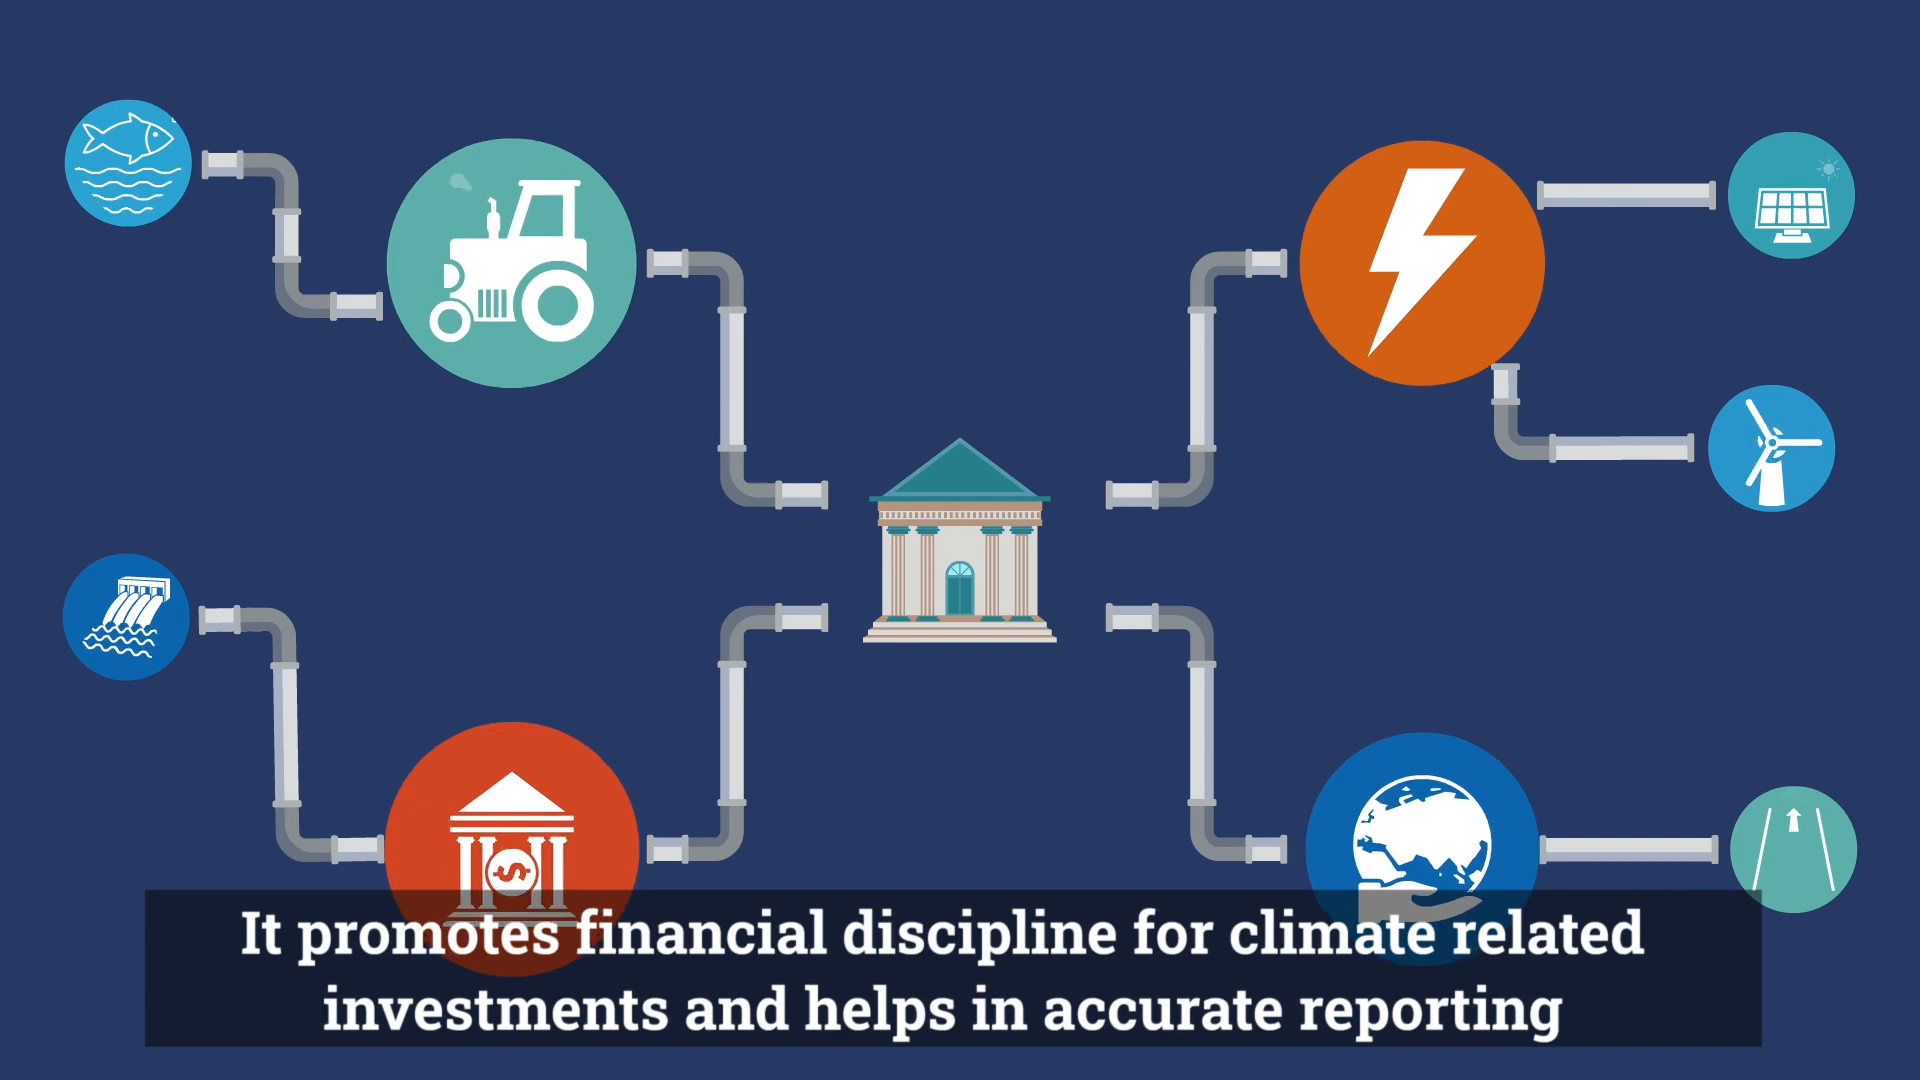 It promotes financial discipline for climate related
investments and helps in accurate reporting